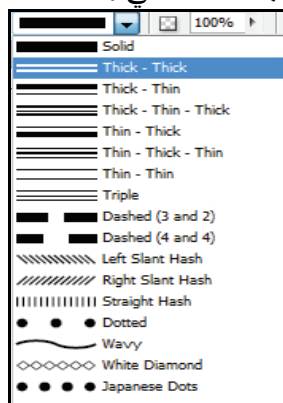 100%
Solid
Thick - Thick
Thick - Thin
Thick - Thin - Thick
Thin - Thick
Thin - Thick - Thin
Thin - Thin
Triple
Dashed (3 and 2)
Dashed (4 and 4)
Left Slant Hash
Right Slant Hash
Straight Hash
Dotted
Wavy
White Diamond
Japanese Dots